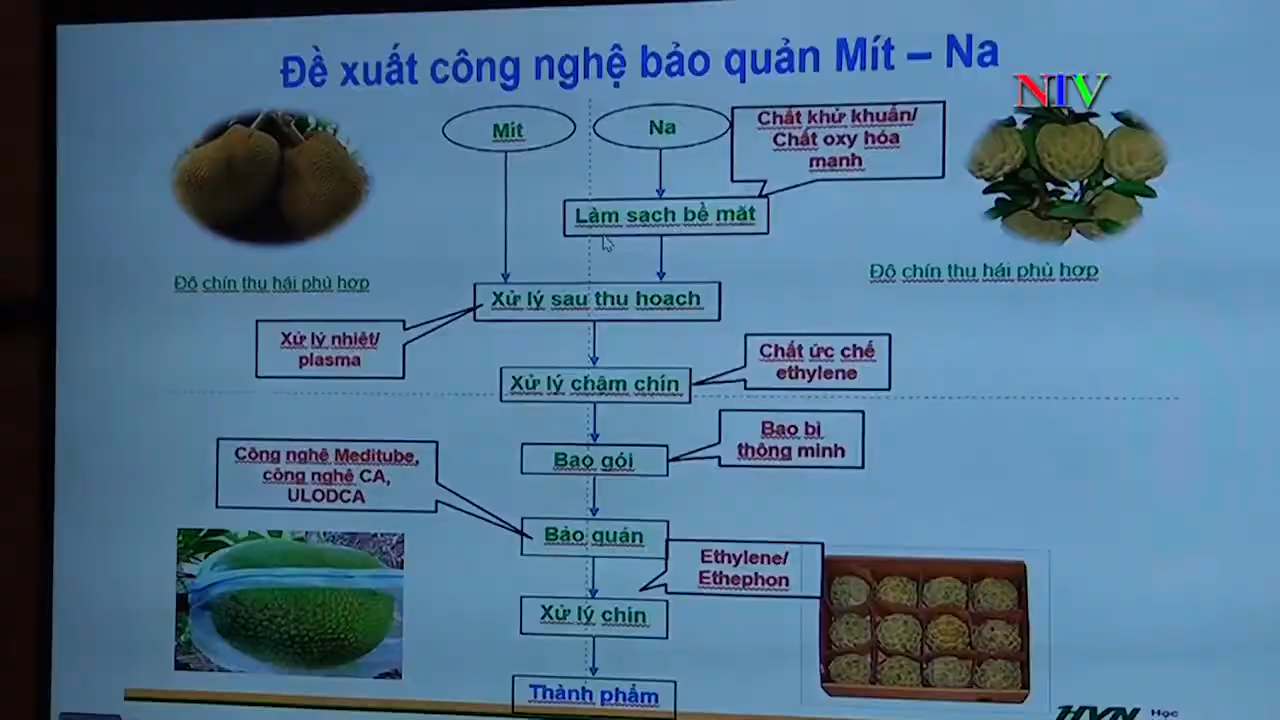 Đề xuất công nghệ bảo quản Mít – Na
NIV
Mít
Na
Chất khử khuẩn/
Chất oxy hóa
mạnh
Làm sạch bề mặt
Độ chín thu hái phù hợp
Độ chín thu hái phù hợp
Xử lý sau thu hoạch
Xử lý nhiệt/
plasma
Chất ức chế
ethylene
Xử lý chậm chín
Bao bì
thông minh
Bao gói
Công nghệ Meditube,
công nghệ CA,
ULODCA
Bảo quản
Ethylene/
Ethephon
Xử lý chín
Thành phẩm
HVN
Học